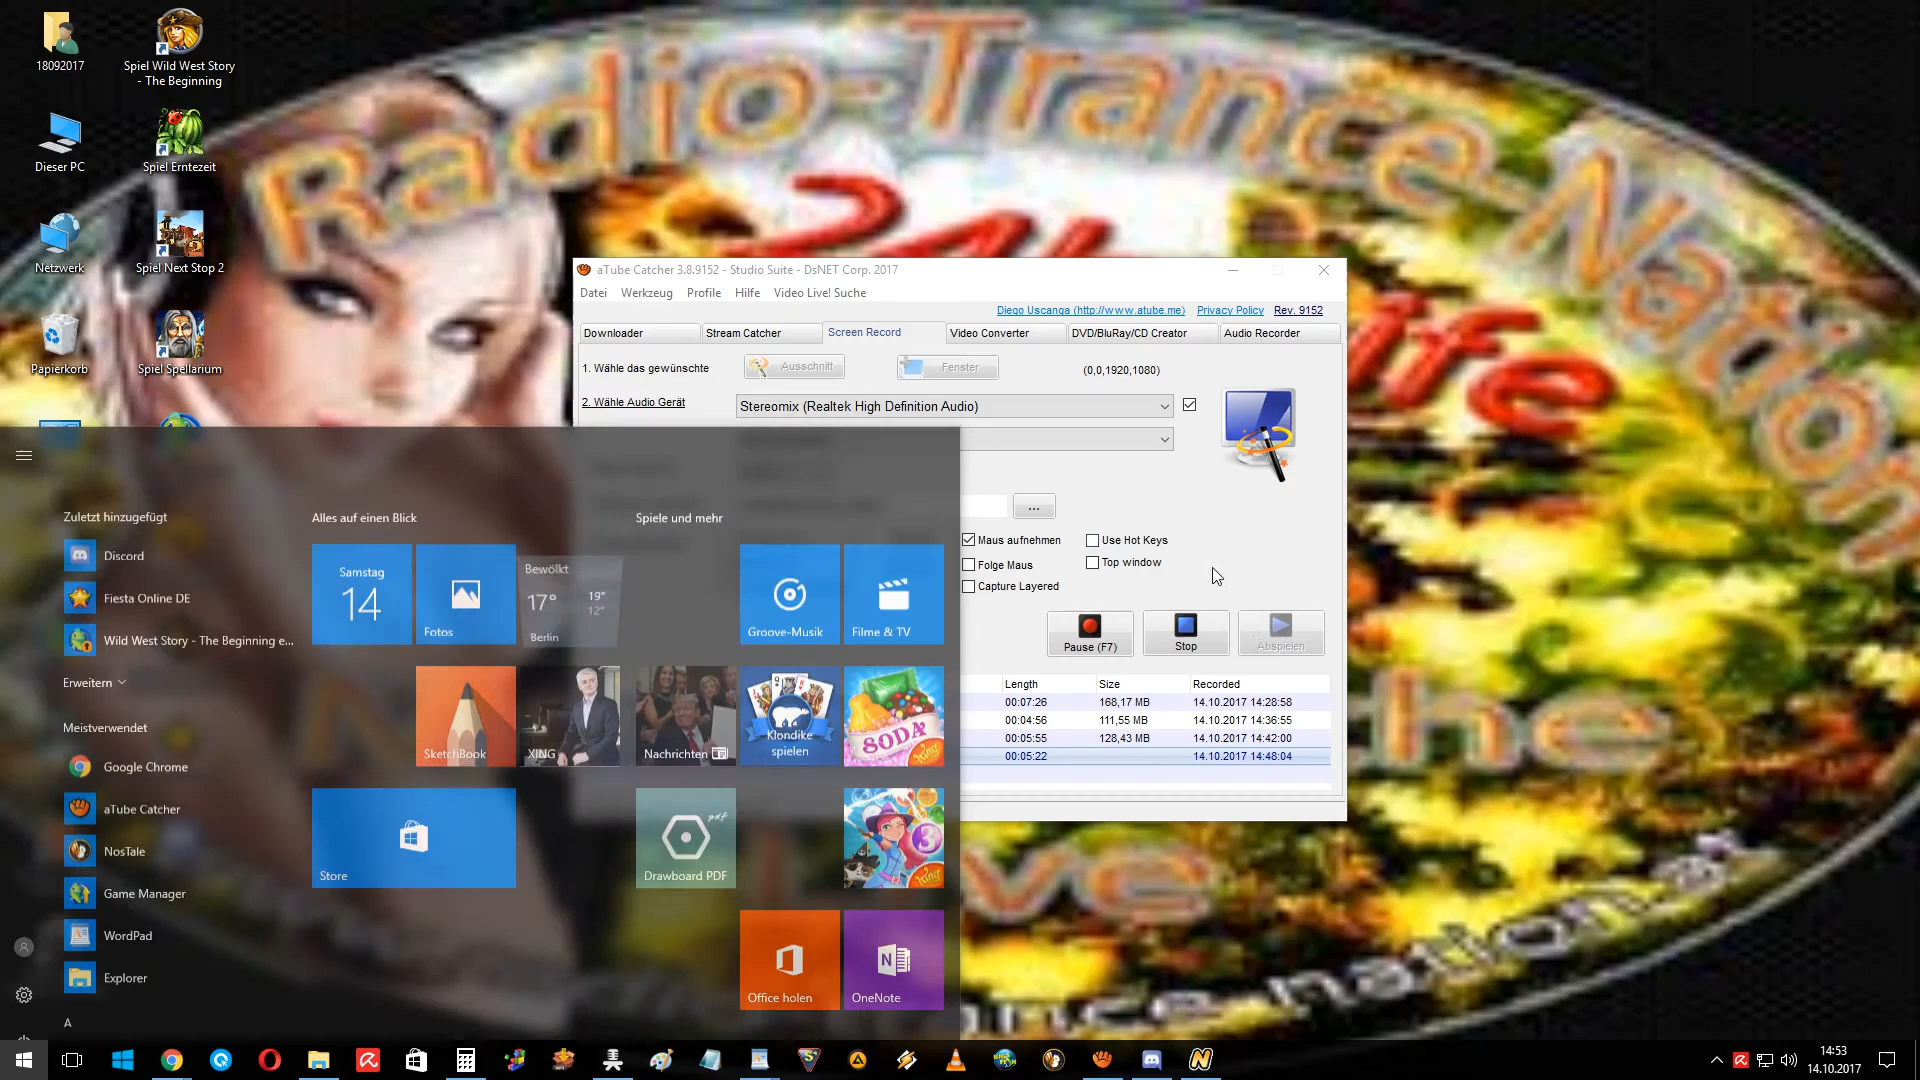 18092017
Spiel Wild West Story
- The Beginning
Dieser PC
Spiel Erntezeit
Netzwerk
Spiel Next Stop 2
Papierkorb
Spiel Spellarium
Radio-Trance-Nation
aTube Catcher 3.8.9152 - Studio Suite - DsNET Corp. 2017
Datei Werkzeug Profile Hilfe Video Live! Suche
Diego Uscanga (http://www.atube.me) Privacy Policy Rev. 9152
Downloader Stream Catcher Screen Record Video Converter DVD/BluRay/CD Creator Audio Recorder
1. Wähle das gewünschte Ausschnitt Fenster (0,0,1920,1080)
2. Wähle Audio Gerät Stereomix (Realtek High Definition Audio)
...
Maus aufnehmen Use Hot Keys
Folge Maus Top window
Capture Layered
Pause (F7) Stop Abspielen
Length Size Recorded
00:07:26 168,17 MB 14.10.2017 14:28:58
00:04:56 111,55 MB 14.10.2017 14:36:55
00:05:55 128,43 MB 14.10.2017 14:42:00
00:05:22 14.10.2017 14:48:04
Zuletzt hinzugefügt
Discord
Fiesta Online DE
Wild West Story - The Beginning e...
Erweitern
Meistverwendet
Google Chrome
aTube Catcher
NosTale
Game Manager
WordPad
Explorer
A
Alles auf einen Blick
Samstag
14
Fotos
Bewölkt
17° 19°
12°
Berlin
SketchBook
XING
Store
Spiele und mehr
Groove-Musik
Filme & TV
Nachrichten
Klondike
spielen
SODA
King
Drawboard PDF
pdf
3
King
Office holen
OneNote
14:53
14.10.2017